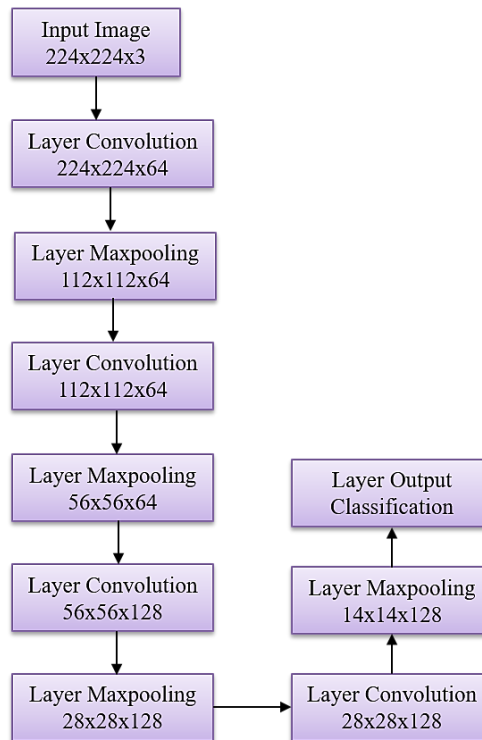 Input Image
224x224x3
Layer Convolution
224x224x64
Layer Maxpooling
112x112x64
Layer Convolution
112x112x64
Layer Maxpooling
56x56x64
Layer Convolution
56x56x128
Layer Maxpooling
28x28x128
Layer Convolution
28x28x128
Layer Maxpooling
14x14x128
Layer Output
Classification